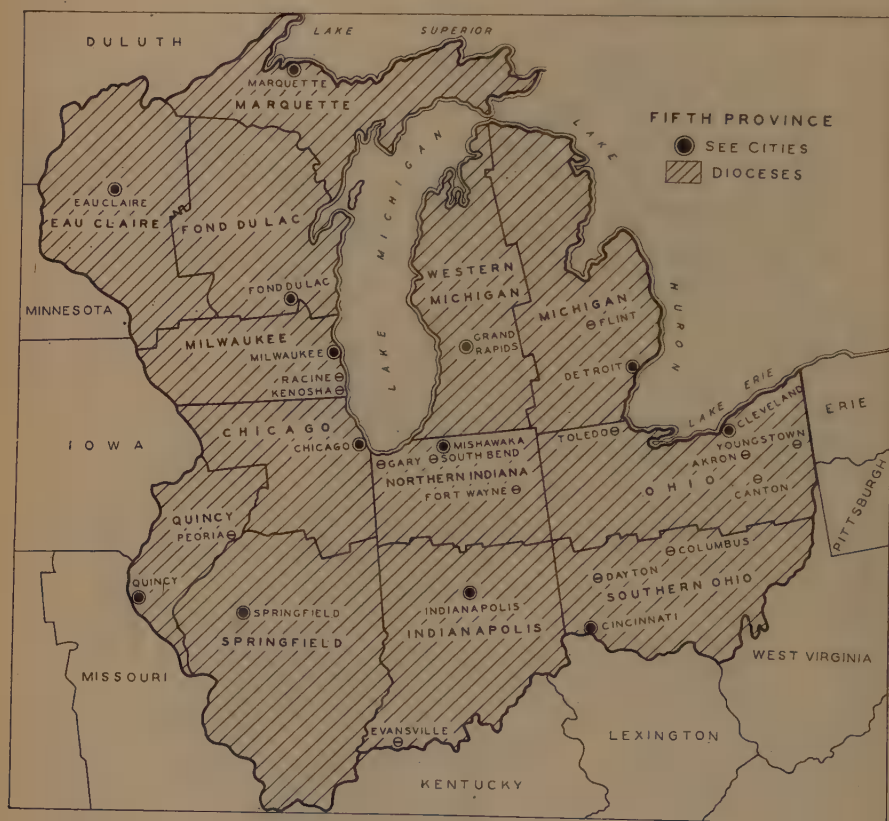 DULUTH
LAKE SUPERIOR
MARQUETTE
MARQUETTE
FIFTH PROVINCE
SEE CITIES
DIOCESES
LAKE HURON
LAKE MICHIGAN
EAU CLAIRE
EAU CLAIRE
FOND DU LAC
FOND DU LAC
WESTERN
MICHIGAN
GRAND
RAPIDS
MICHIGAN
FLINT
DETROIT
MINNESOTA
MILWAUKEE
MILWAUKEE
RACINE
KENOSHA
LAKE ERIE
CLEVELAND
ERIE
IOWA
CHICAGO
CHICAGO
MISHAWAKA
GARY
SOUTH BEND
NORTHERN INDIANA
FORT WAYNE
TOLEDO
YOUNGSTOWN
AKRON
OHIO
CANTON
PITTSBURGH
QUINCY
PEORIA
QUINCY
SPRINGFIELD
SPRINGFIELD
INDIANAPOLIS
INDIANAPOLIS
COLUMBUS
DAYTON
SOUTHERN OHIO
CINCINNATI
MISSOURI
WEST VIRGINIA
EVANSVILLE
LEXINGTON
KENTUCKY